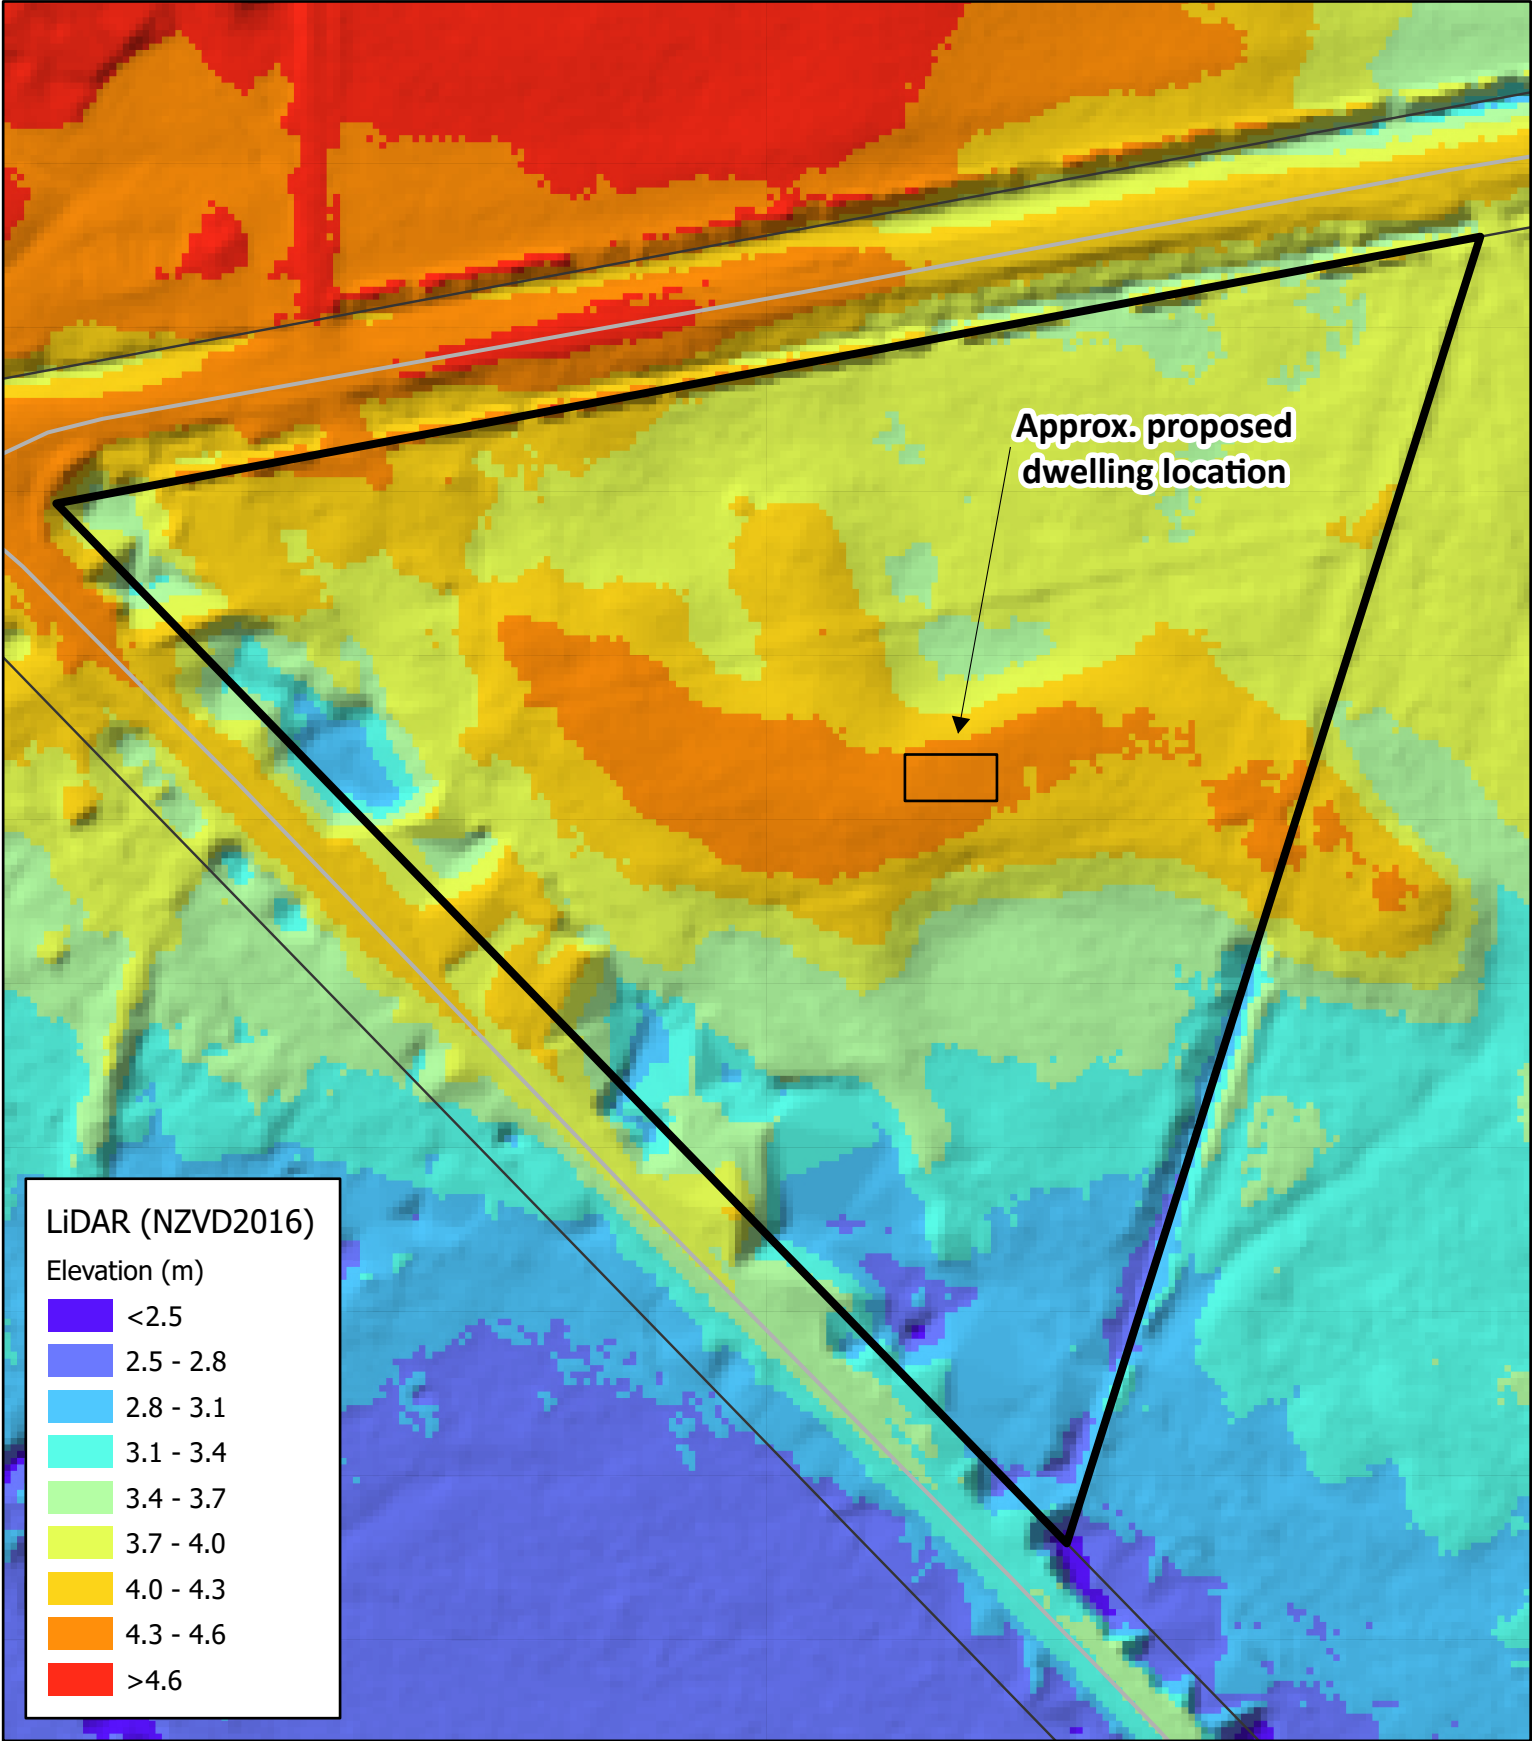 Approx. proposed
dwelling location
LiDAR (NZVD2016)
Elevation (m)
<2.5
2.5 - 2.8
2.8 - 3.1
3.1 - 3.4
3.4 - 3.7
3.7 - 4.0
4.0 - 4.3
4.3 - 4.6
>4.6